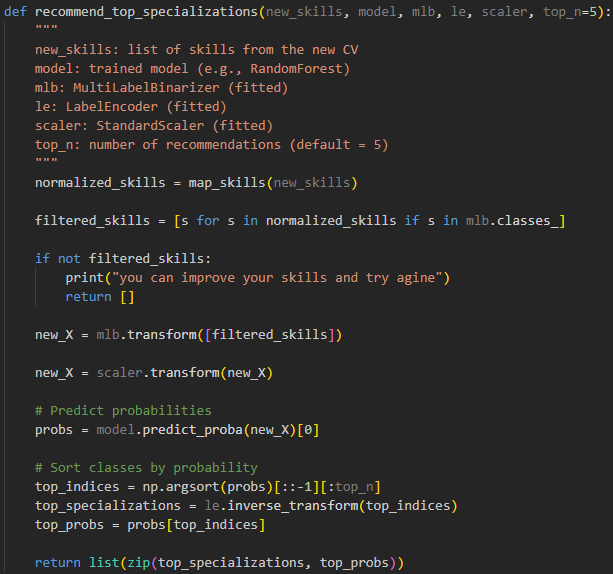 def recommend_top_specializations(new_skills, model, mlb, le, scaler, top_n=5):
    """
    new_skills: list of skills from the new CV
    model: trained model (e.g., RandomForest)
    mlb: MultiLabelBinarizer (fitted)
    le: LabelEncoder (fitted)
    scaler: StandardScaler (fitted)
    top_n: number of recommendations (default = 5)
    """
    normalized_skills = map_skills(new_skills)
    filtered_skills = [s for s in normalized_skills if s in mlb.classes_]
    if not filtered_skills:
        print("you can improve your skills and try agine")
        return []
    new_X = mlb.transform([filtered_skills])
    new_X = scaler.transform(new_X)
    # Predict probabilities
    probs = model.predict_proba(new_X)[0]
    # Sort classes by probability
    top_indices = np.argsort(probs)[::-1][:top_n]
    top_specializations = le.inverse_transform(top_indices)
    top_probs = probs[top_indices]
    return list(zip(top_specializations, top_probs))